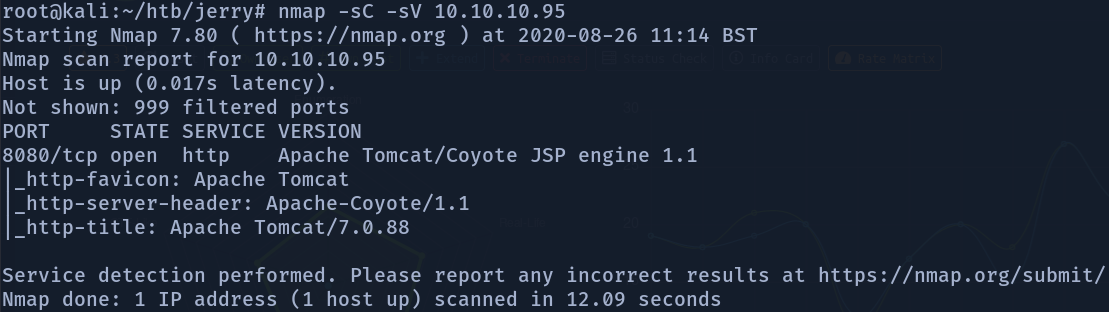 root@kali:~/htb/jerry# nmap -sC -sV 10.10.10.95
Starting Nmap 7.80 ( https://nmap.org ) at 2020-08-26 11:14 BST
Nmap scan report for 10.10.10.95
Host is up (0.017s latency).
Not shown: 999 filtered ports
PORT     STATE SERVICE VERSION
8080/tcp open  http    Apache Tomcat/Coyote JSP engine 1.1
|_http-favicon: Apache Tomcat
|_http-server-header: Apache-Coyote/1.1
|_http-title: Apache Tomcat/7.0.88
Service detection performed. Please report any incorrect results at https://nmap.org/submit/
Nmap done: 1 IP address (1 host up) scanned in 12.09 seconds